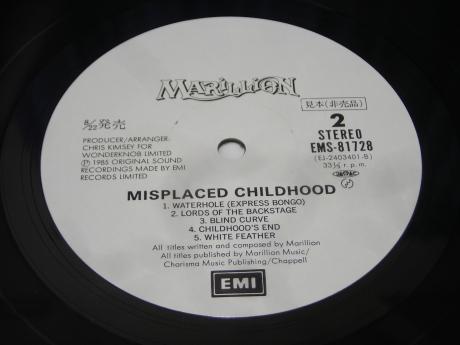 MARILLION
見本(非売品)
8/22発売
2
STEREO
EMS-81728
(EJ-2403401-B)
33⅓ r.p.m.
PRODUCER/ARRANGER:
CHRIS KIMSEY FOR
WONDERKNOB LIMITED
Ⓟ 1985 ORIGINAL SOUND
RECORDINGS MADE BY EMI
RECORDS LIMITED
MISPLACED CHILDHOOD
1. WATERHOLE (EXPRESS BONGO)
2. LORDS OF THE BACKSTAGE
3. BLIND CURVE
4. CHILDHOOD'S END
5. WHITE FEATHER
All titles written and composed by Marillion
All titles published by Marillion Music/
Charisma Music Publishing/Chappell
EMI